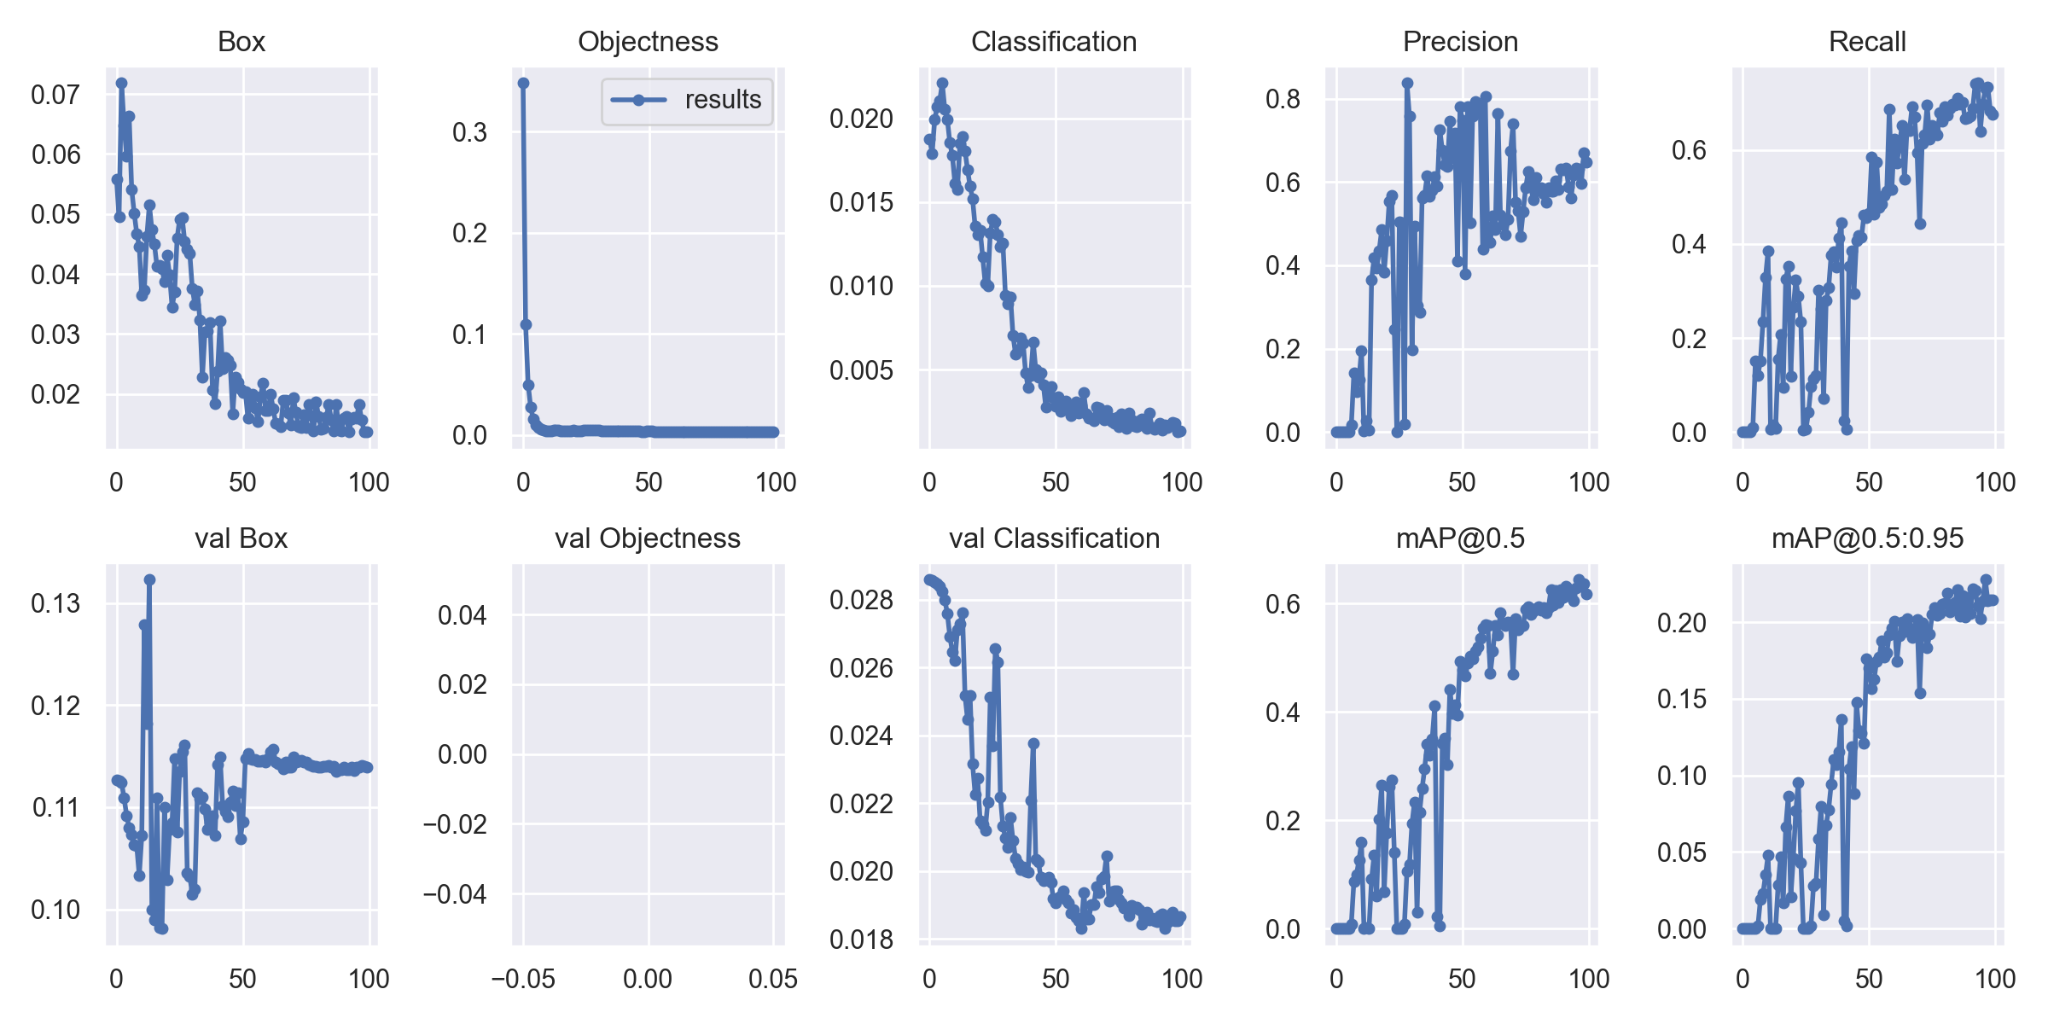 Box
Objectness
Classification
Precision
Recall
0.07
0.06
0.05
0.04
0.03
0.02
0 50 100
results
0.3
0.2
0.1
0.0
0 50 100
0.020
0.015
0.010
0.005
0 50 100
0.8
0.6
0.4
0.2
0.0
0 50 100
0.6
0.4
0.2
0.0
0 50 100
val Box
val Objectness
val Classification
mAP@0.5
mAP@0.5:0.95
0.13
0.12
0.11
0.10
0 50 100
0.04
0.02
0.00
−0.02
−0.04
−0.05 0.00 0.05
0.028
0.026
0.024
0.022
0.020
0.018
0 50 100
0.6
0.4
0.2
0.0
0 50 100
0.20
0.15
0.10
0.05
0.00
0 50 100